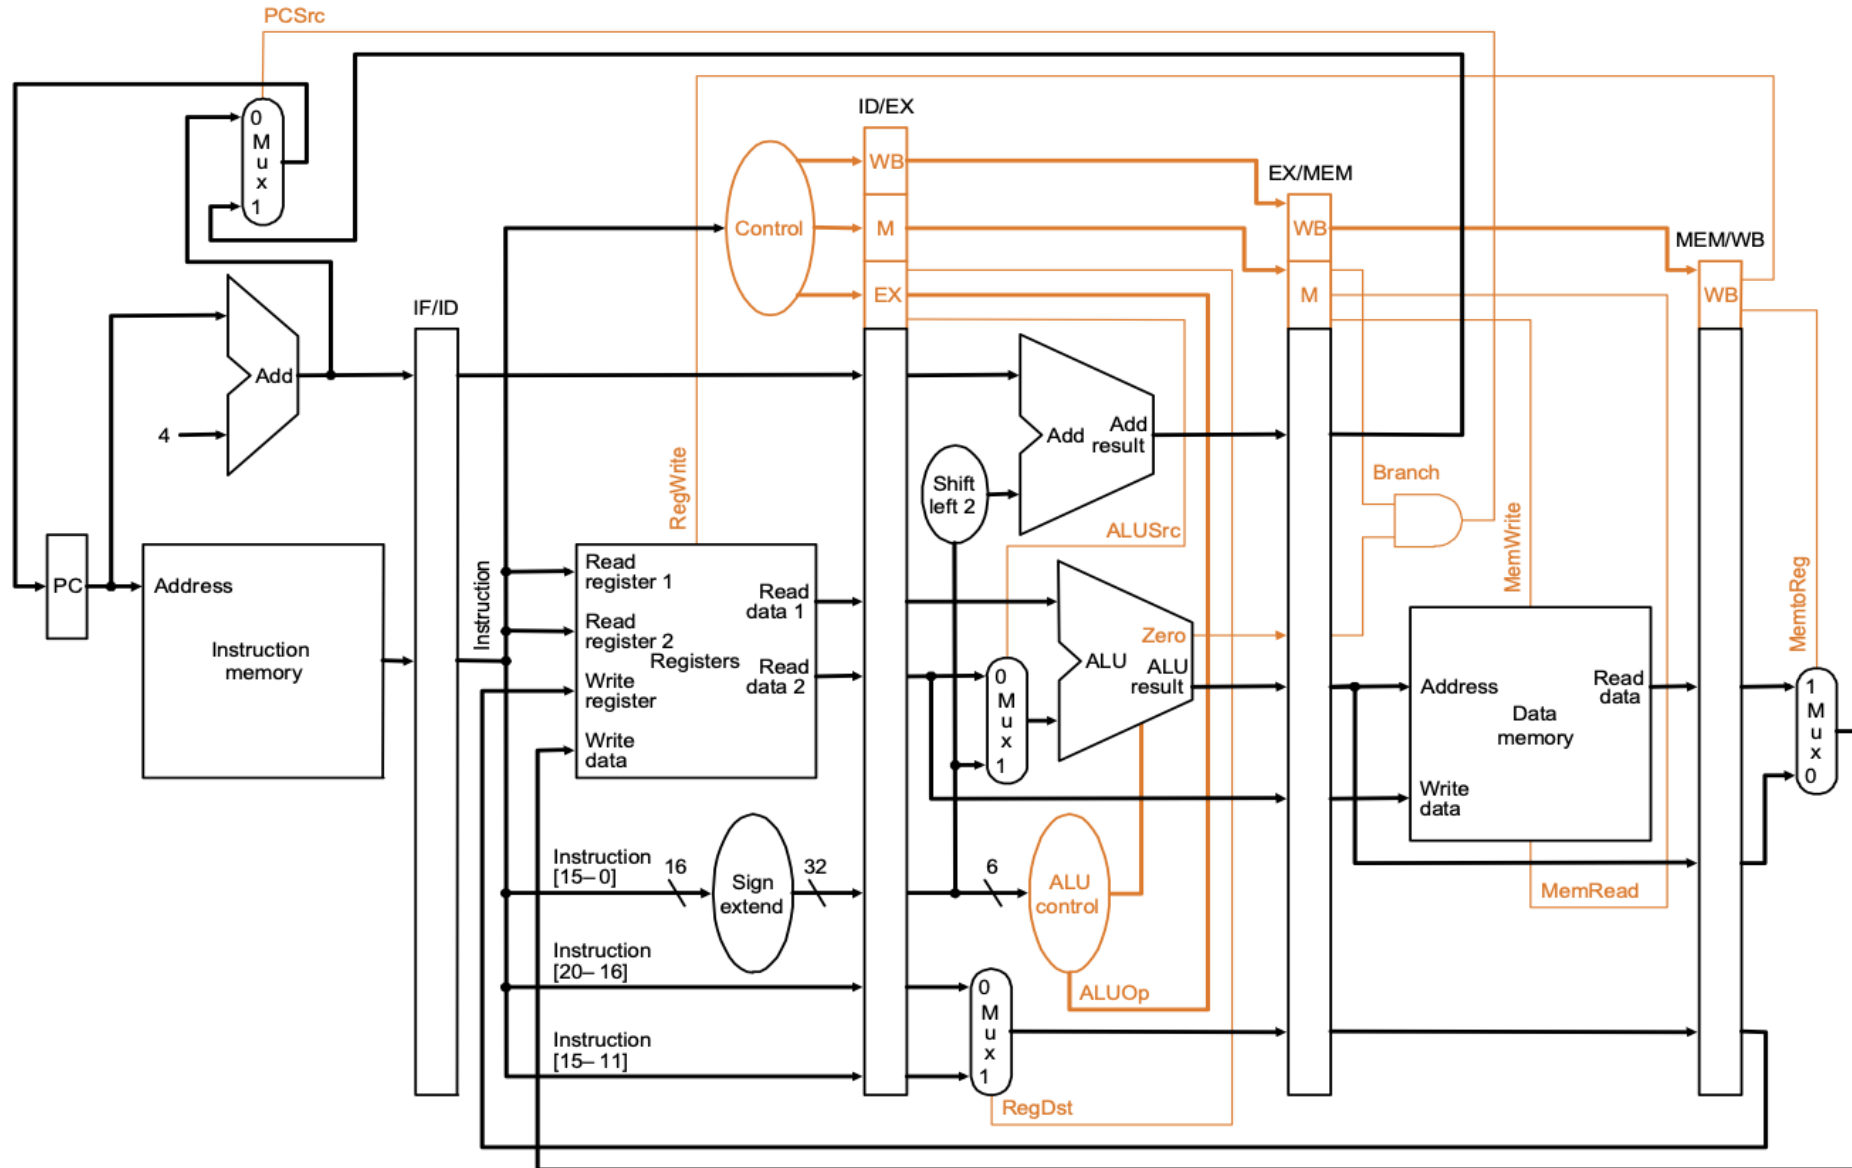 PCSrc
0
M
u
x
1
ID/EX
WB
Control
M
EX
EX/MEM
WB
M
MEM/WB
WB
IF/ID
Add
4
Add
Add
result
Shift
left 2
RegWrite
ALUSrc
Branch
MemWrite
MemtoReg
PC
Address
Instruction
memory
Instruction
Read
register 1
Read
register 2
Write
register
Write
data
Registers
Read
data 1
Read
data 2
0
M
u
x
1
Zero
ALU
ALU
result
Address
Read
data
Data
memory
Write
data
1
M
u
x
0
Instruction
[15– 0]
16
Sign
extend
32
6
ALU
control
MemRead
Instruction
[20– 16]
ALUOp
0
M
u
x
1
Instruction
[15– 11]
RegDst